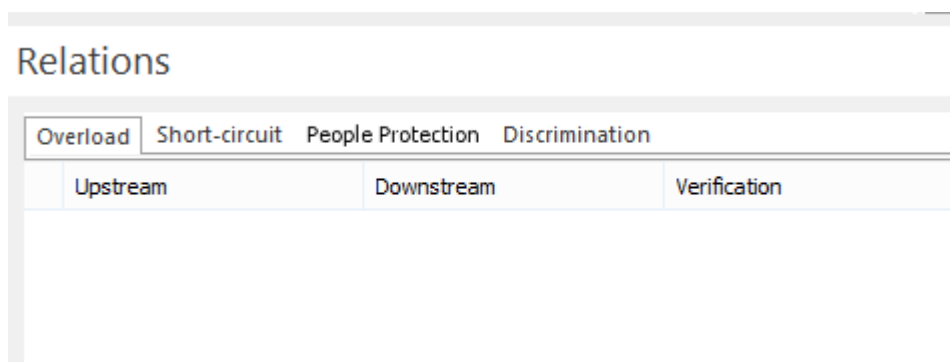 Relations
Overload Short-circuit People Protection Discrimination
Upstream Downstream Verification